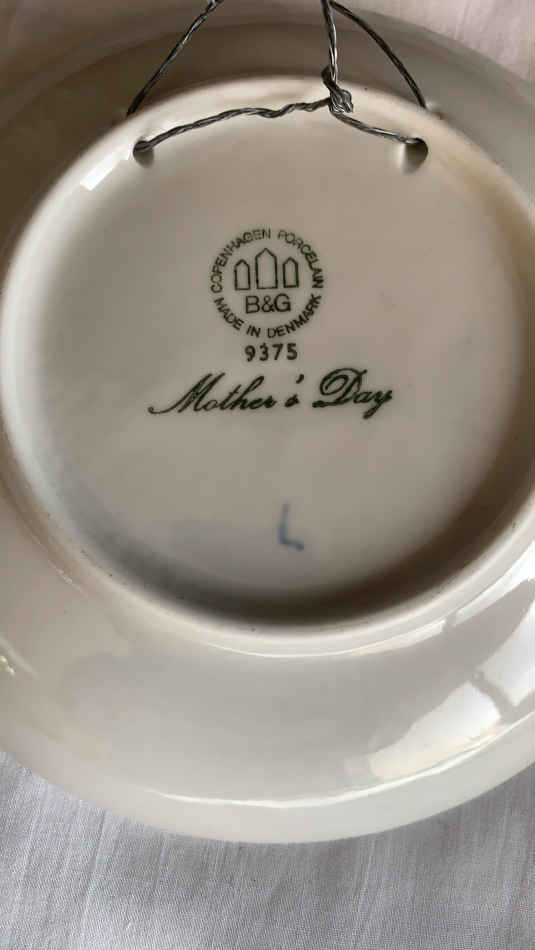 COPENHAGEN PORCELAIN
B&G
MADE IN DENMARK
9375
Mother's Day
L